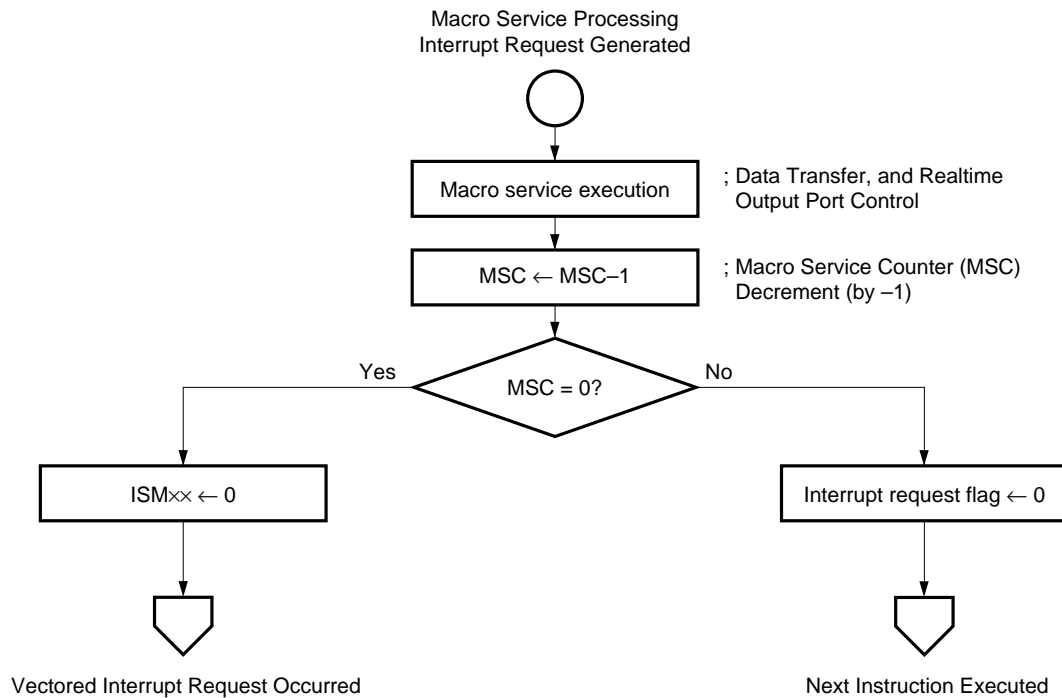 Macro Service Processing
Interrupt Request Generated
Macro service execution
; Data Transfer, and Realtime
Output Port Control
MSC ← MSC–1
; Macro Service Counter (MSC)
Decrement (by –1)
Yes
MSC = 0?
No
ISM×× ← 0
Interrupt request flag ← 0
Vectored Interrupt Request Occurred
Next Instruction Executed